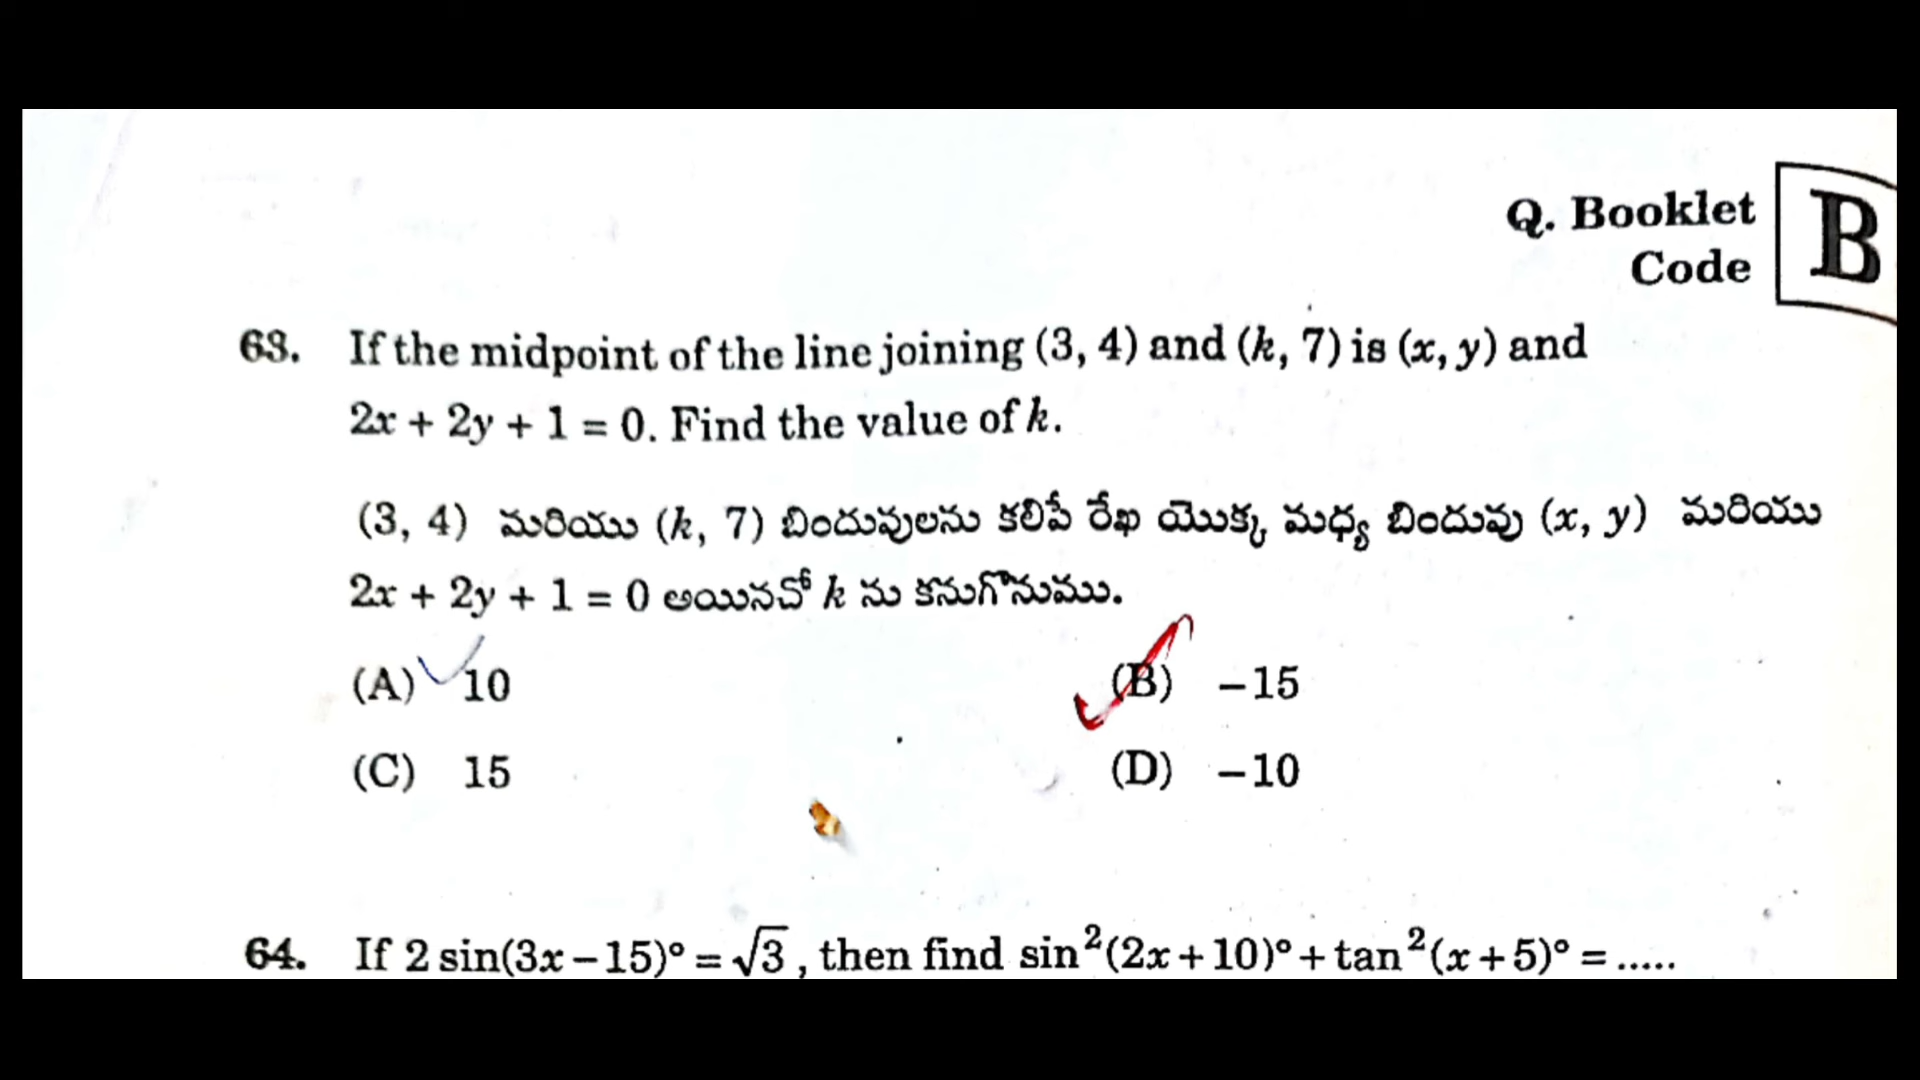 Q. Booklet
Code
B
63. If the midpoint of the line joining (3, 4) and (k, 7) is (x, y) and
2x + 2y + 1 = 0. Find the value of k.
(3, 4) మరియు (k, 7) బిందువులను కలిపే రేఖ యొక్క మధ్య బిందువు (x, y) మరియు
2x + 2y + 1 = 0 అయినచో k ను కనుగొనుము.
(A) 10 (B) –15
(C) 15 (D) –10
64. If 2 sin(3x – 15)° = √3 , then find sin²(2x + 10)° + tan²(x + 5)° = .....